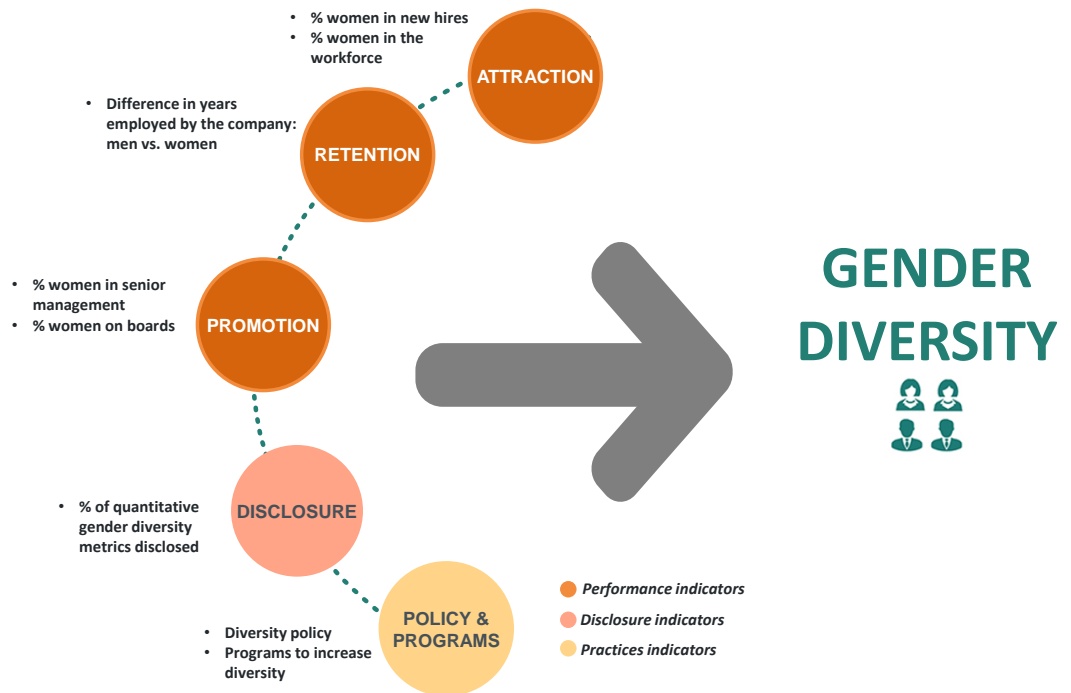 • % women in new hires
• % women in the
workforce
ATTRACTION
• Difference in years
employed by the company:
men vs. women
RETENTION
• % women in senior
management
• % women on boards
PROMOTION
GENDER
DIVERSITY
• % of quantitative
gender diversity
metrics disclosed
DISCLOSURE
• Diversity policy
• Programs to increase
diversity
POLICY &
PROGRAMS
Performance indicators
Disclosure indicators
Practices indicators